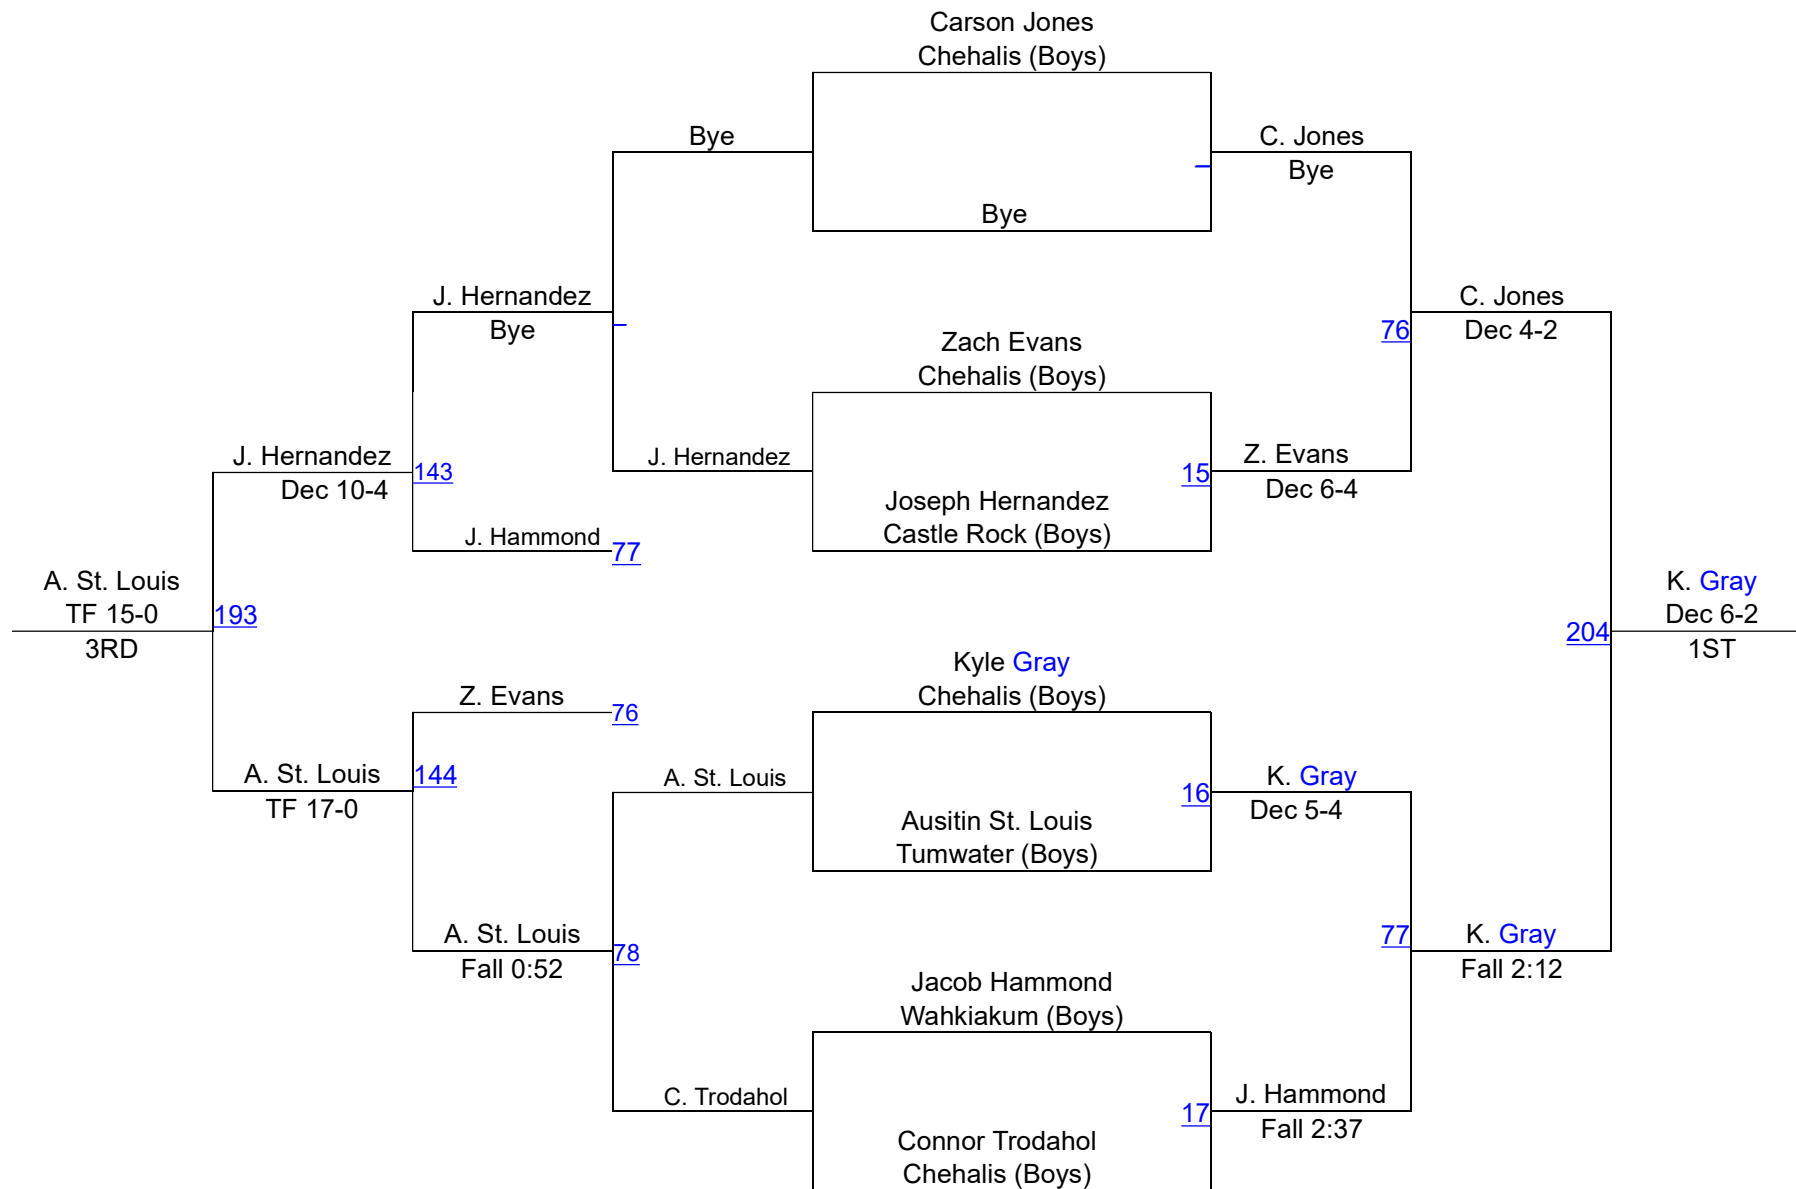 Carson Jones
Chehalis (Boys)
Bye
C. Jones
Bye
Bye
J. Hernandez
Bye
C. Jones
Dec 4-2
76
Zach Evans
Chehalis (Boys)
J. Hernandez
Dec 10-4
143
J. Hernandez
15
Z. Evans
Dec 6-4
Joseph Hernandez
Castle Rock (Boys)
J. Hammond
77
A. St. Louis
TF 15-0
3RD
193
K. Gray
Dec 6-2
1ST
204
Kyle Gray
Chehalis (Boys)
Z. Evans
76
A. St. Louis
TF 17-0
144
A. St. Louis
16
K. Gray
Dec 5-4
Ausitin St. Louis
Tumwater (Boys)
A. St. Louis
Fall 0:52
78
77
K. Gray
Fall 2:12
Jacob Hammond
Wahkiakum (Boys)
C. Trodahol
17
J. Hammond
Fall 2:37
Connor Trodahol
Chehalis (Boys)